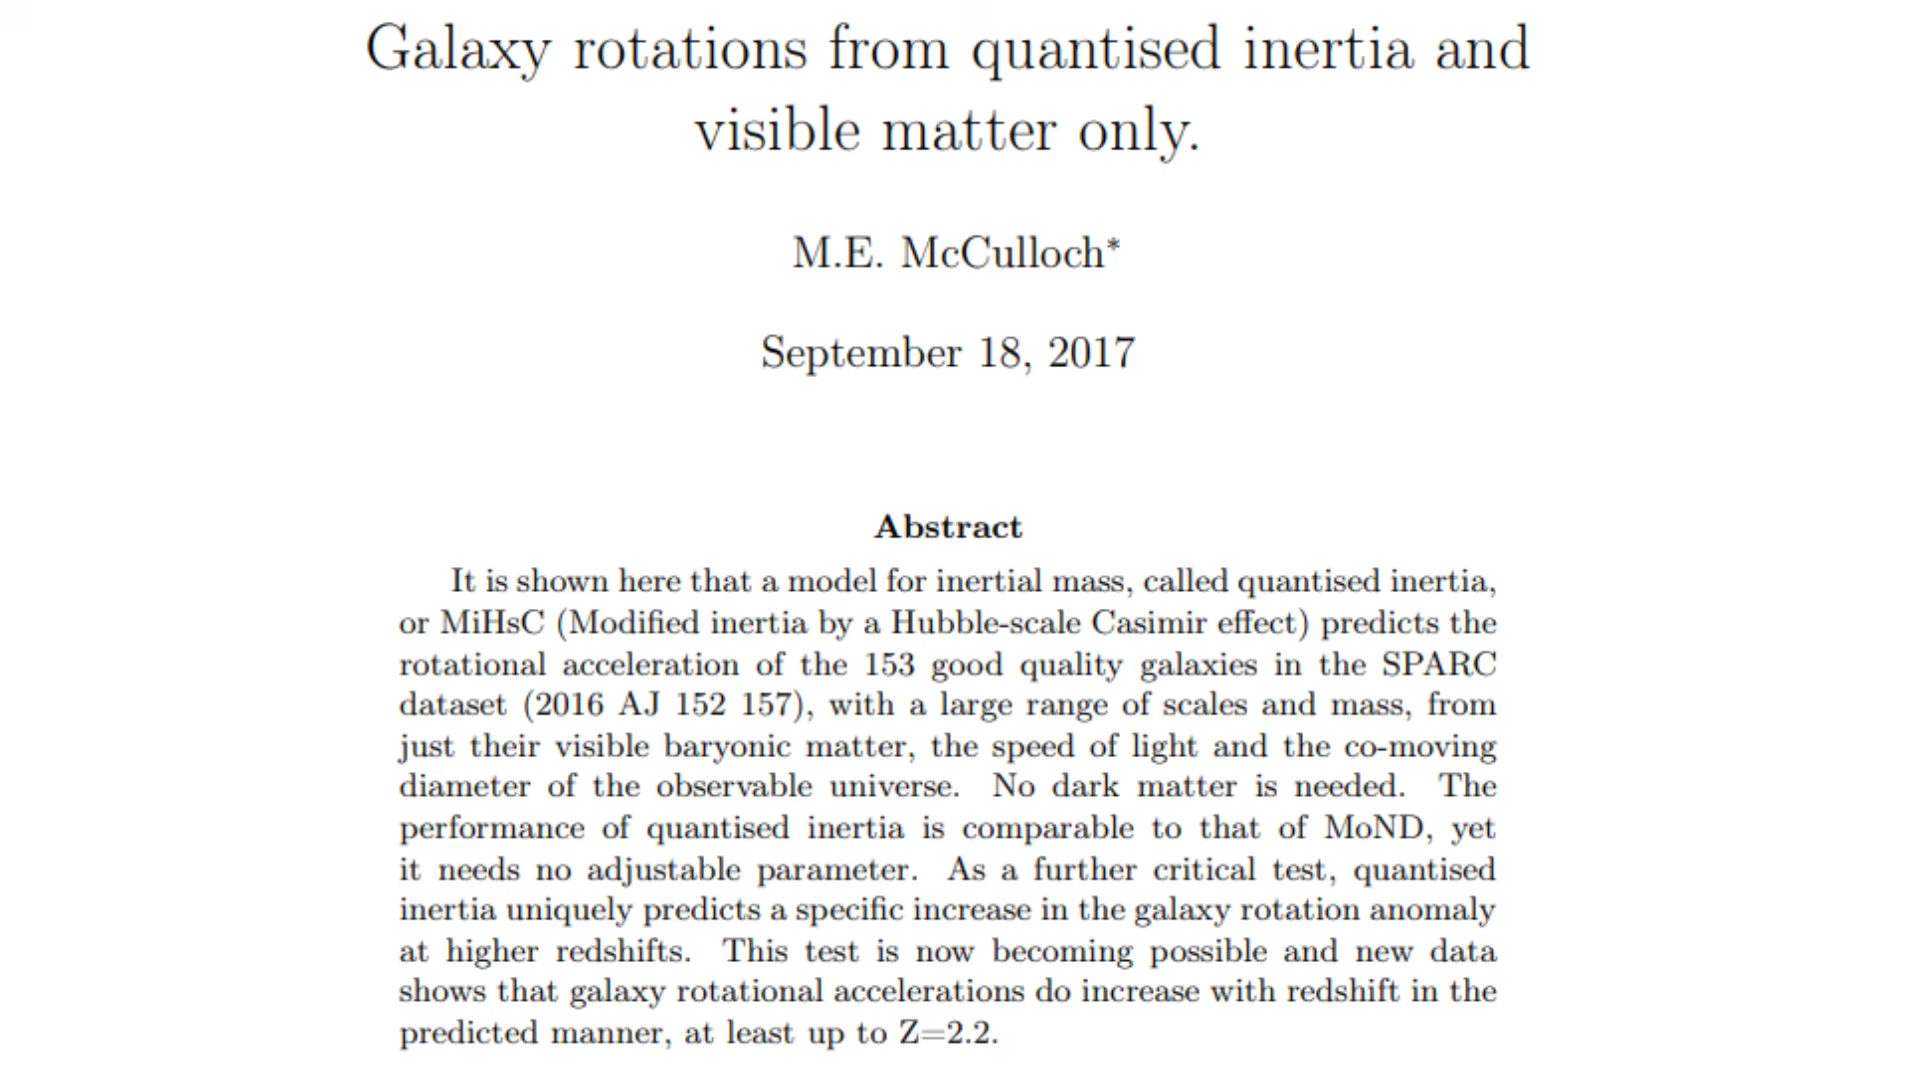 Galaxy rotations from quantised inertia and
visible matter only.
M.E. McCulloch*
September 18, 2017
Abstract
It is shown here that a model for inertial mass, called quantised inertia,
or MiHsC (Modified inertia by a Hubble-scale Casimir effect) predicts the
rotational acceleration of the 153 good quality galaxies in the SPARC
dataset (2016 AJ 152 157), with a large range of scales and mass, from
just their visible baryonic matter, the speed of light and the co-moving
diameter of the observable universe. No dark matter is needed. The
performance of quantised inertia is comparable to that of MoND, yet
it needs no adjustable parameter. As a further critical test, quantised
inertia uniquely predicts a specific increase in the galaxy rotation anomaly
at higher redshifts. This test is now becoming possible and new data
shows that galaxy rotational accelerations do increase with redshift in the
predicted manner, at least up to Z=2.2.